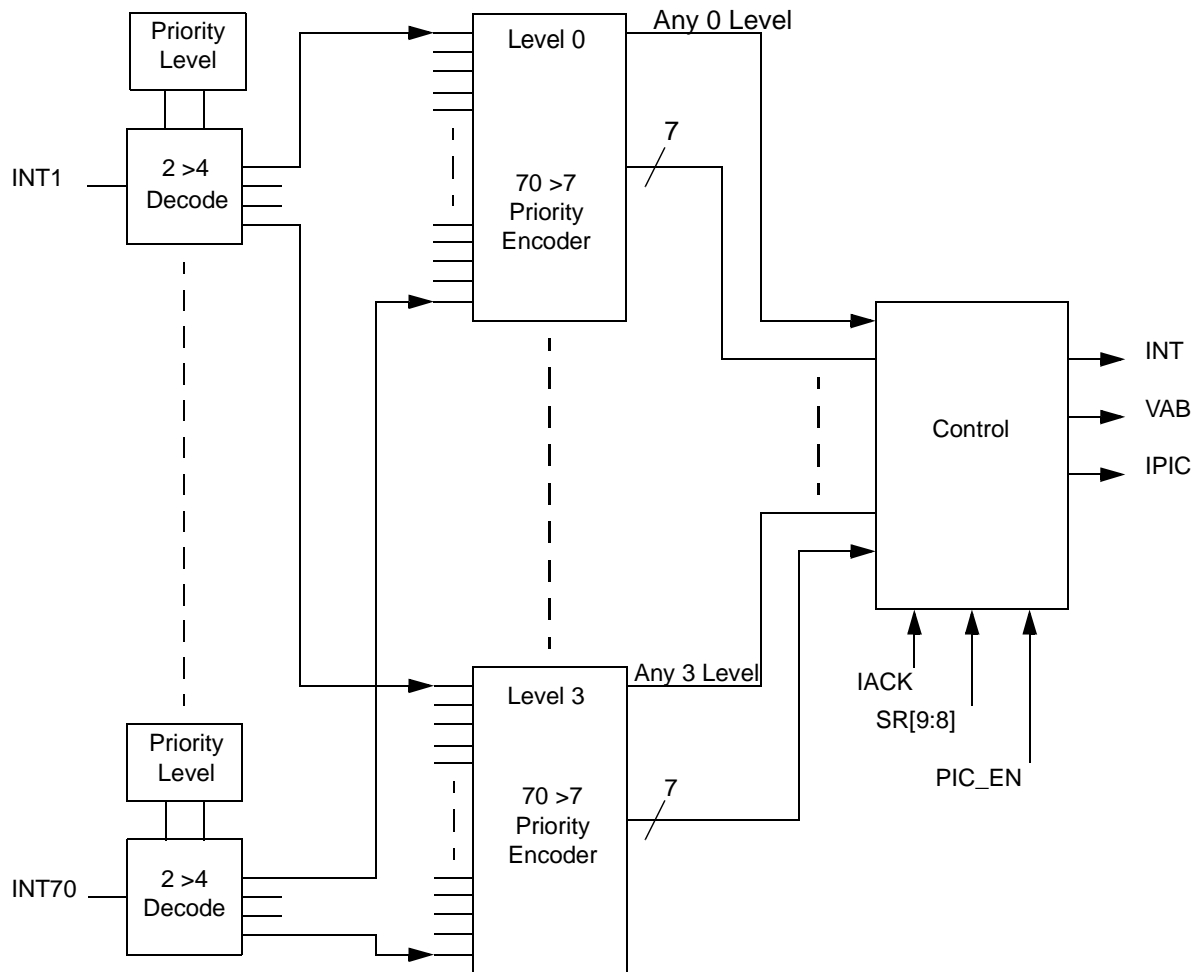 Priority
Level
INT1
2 >4
Decode
Level 0
70 >7
Priority
Encoder
Any 0 Level
7
Control
INT
VAB
IPIC
IACK
SR[9:8]
PIC_EN
Priority
Level
INT70
2 >4
Decode
Level 3
70 >7
Priority
Encoder
Any 3 Level
7